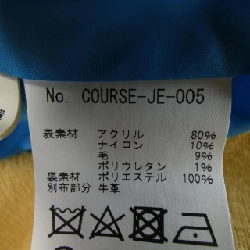 No. COURSE-JE-005
表素材 アクリル 80%
ナイロン 10%
毛 9%
ポリウレタン 1%
裏素材 ポリエステル 100%
別布部分 牛革